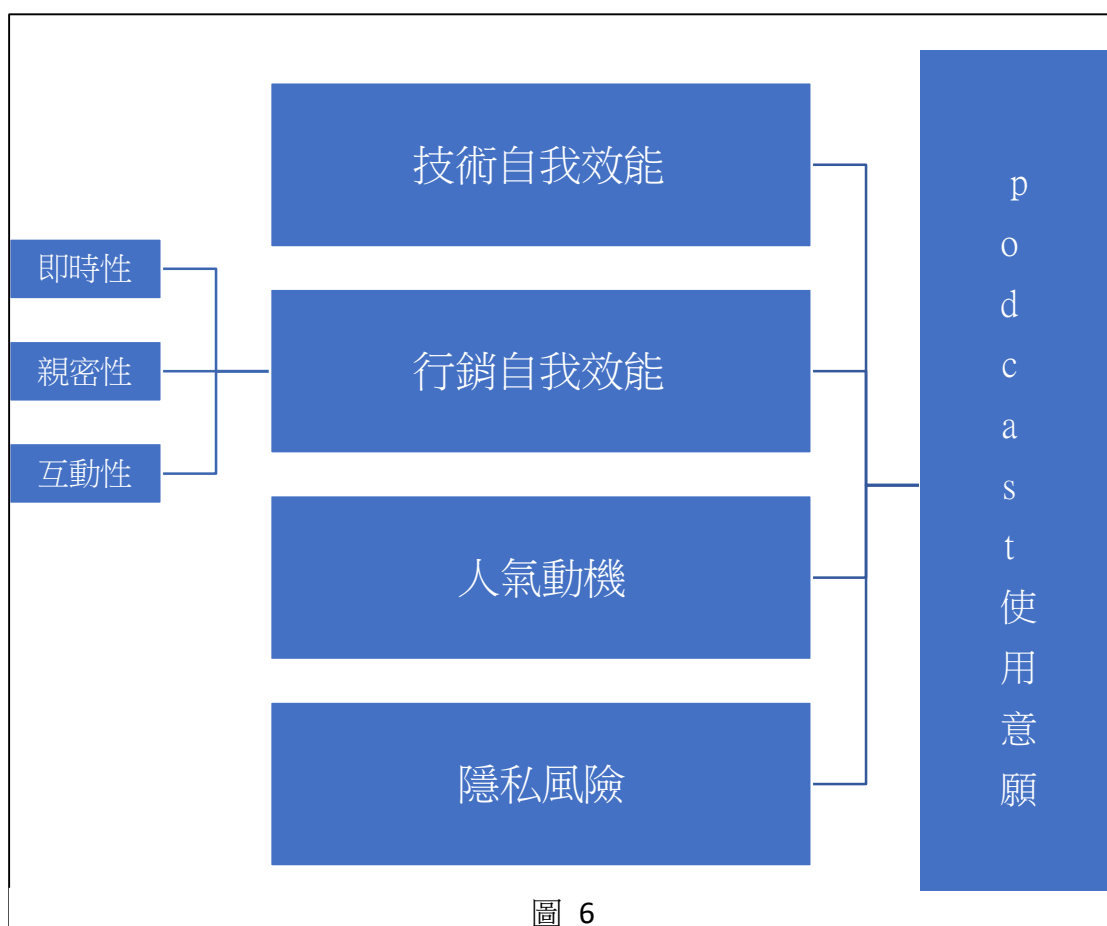 技術自我效能
即時性
親密性
互動性
行銷自我效能
人氣動機
隱私風險
podcast使用意願
圖 6